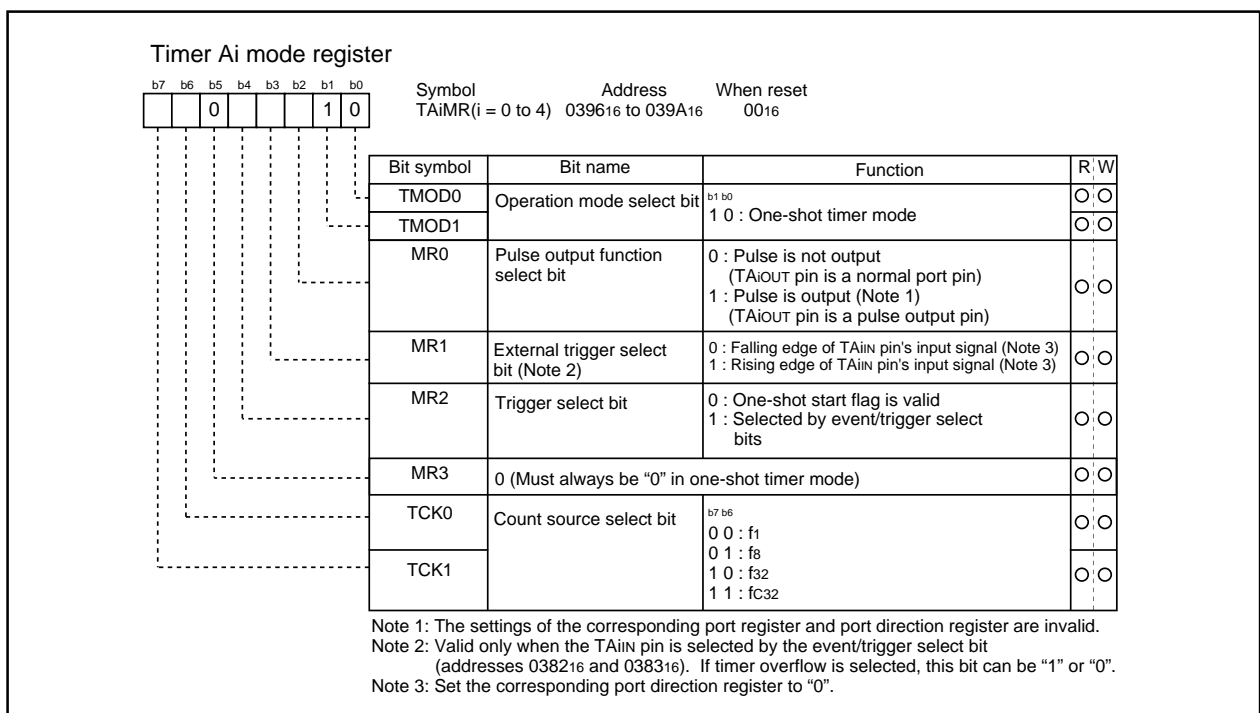 Timer Ai mode register
b7 b6 b5 b4 b3 b2 b1 b0
0 1 0
Symbol Address When reset
TAiMR(i = 0 to 4) 039616 to 039A16 0016
Bit symbol Bit name Function R W
TMOD0 Operation mode select bit b1 b0
1 0 : One-shot timer mode
TMOD1
MR0 Pulse output function select bit
0 : Pulse is not output
(TAiOUT pin is a normal port pin)
1 : Pulse is output (Note 1)
(TAiOUT pin is a pulse output pin)
MR1 External trigger select bit (Note 2)
0 : Falling edge of TAiIN pin's input signal (Note 3)
1 : Rising edge of TAiIN pin's input signal (Note 3)
MR2 Trigger select bit
0 : One-shot start flag is valid
1 : Selected by event/trigger select
bits
MR3 0 (Must always be “0” in one-shot timer mode)
TCK0 Count source select bit b7 b6
0 0 : f1
0 1 : f8
TCK1
1 0 : f32
1 1 : fC32
Note 1: The settings of the corresponding port register and port direction register are invalid.
Note 2: Valid only when the TAiIN pin is selected by the event/trigger select bit
(addresses 038216 and 038316). If timer overflow is selected, this bit can be “1” or “0”.
Note 3: Set the corresponding port direction register to “0”.